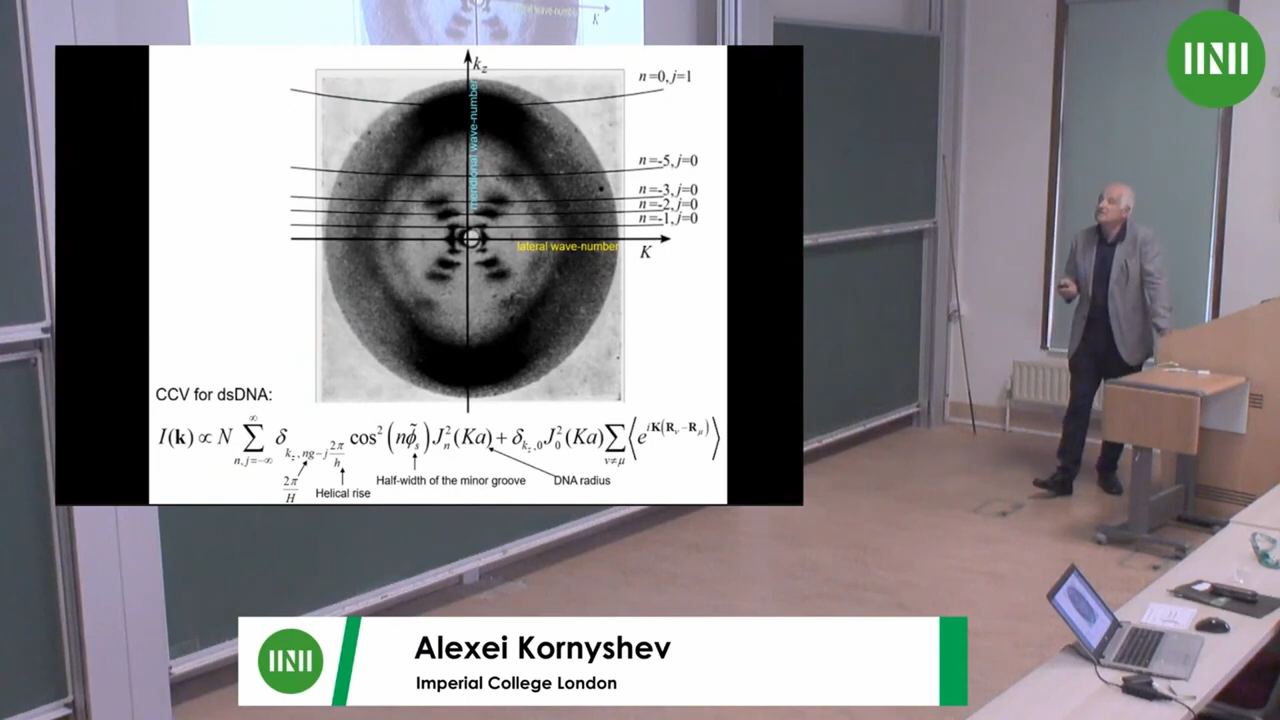 K
k_z
meridional wave-number
n=0, j=1
n=-5, j=0
n=-3, j=0
n=-2, j=0
n=-1, j=0
lateral wave-number
K
CCV for dsDNA:
I(k) ∝ N ∑_{n, j=-∞}^{∞} δ_{k_z, ng-j 2π/h} cos²(nφ̃_s) J_n²(Ka) + δ_{k_z,0} J_0²(Ka) ∑_{ν≠μ} ⟨e^{iK(R_ν-R_μ)}⟩
2π/H
Helical rise
Half-width of the minor groove
DNA radius
Alexei Kornyshev
Imperial College London